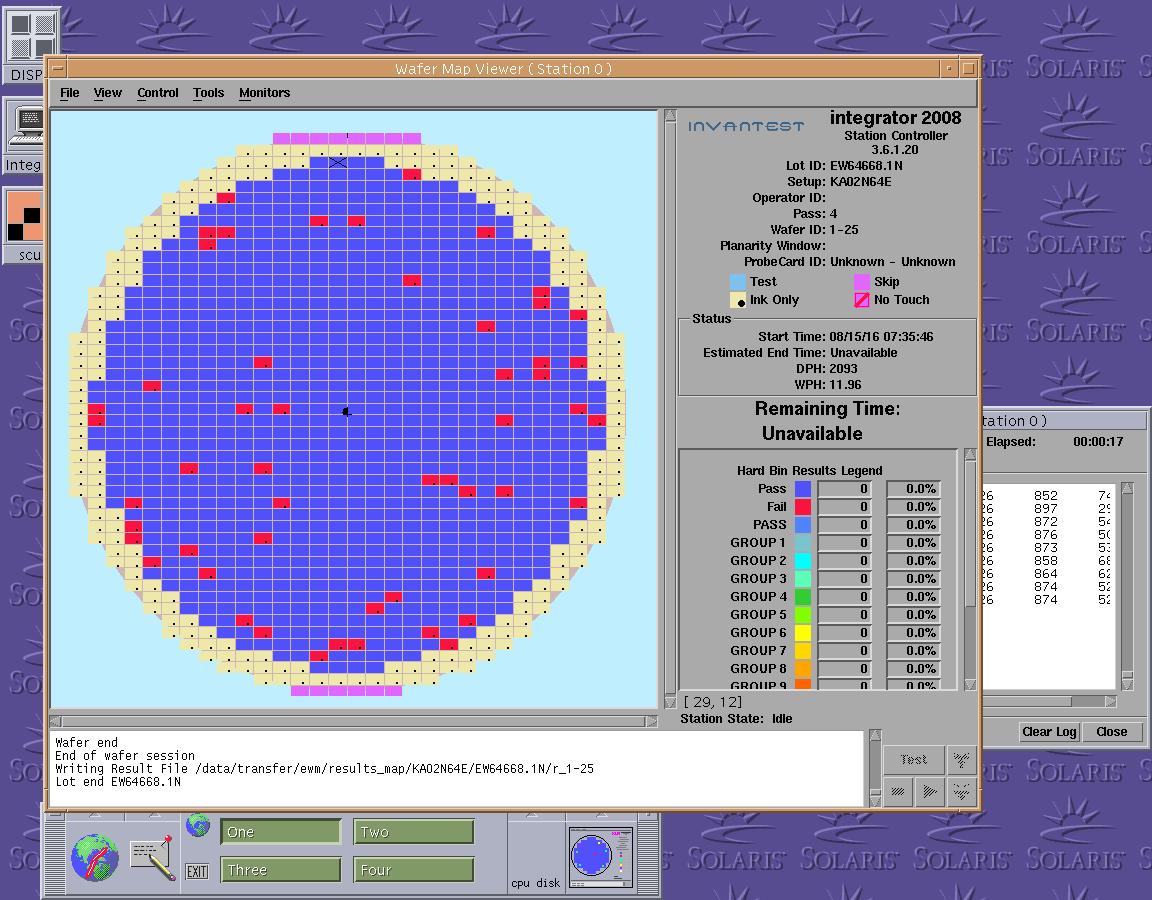 DISP
Integ
scu
Wafer Map Viewer ( Station 0 )
File View Control Tools Monitors
INVANTEST
integrator 2008
Station Controller
3.6.1.20
Lot ID: EW64668.1N
Setup: KA02N64E
Operator ID:
Pass: 4
Wafer ID: 1-25
Planarity Window:
ProbeCard ID: Unknown - Unknown
Test Skip
Ink Only No Touch
Status
Start Time: 08/15/16 07:35:46
Estimated End Time: Unavailable
DPH: 2093
WPH: 11.96
Remaining Time:
Unavailable
Hard Bin Results Legend
Pass 0 0.0%
Fail 0 0.0%
PASS 0 0.0%
GROUP 1 0 0.0%
GROUP 2 0 0.0%
GROUP 3 0 0.0%
GROUP 4 0 0.0%
GROUP 5 0 0.0%
GROUP 6 0 0.0%
GROUP 7 0 0.0%
GROUP 8 0 0.0%
GROUP 9 0 0.0%
[ 29, 12]
Station State: Idle
Wafer end
End of wafer session
Writing Result File /data/transfer/ewm/results_map/KA02N64E/EW64668.1N/r_1-25
Lot end EW64668.1N
Test
tation 0 )
Elapsed: 00:00:17
26 852 74
26 897 29
26 872 54
26 876 50
26 873 53
26 858 68
26 864 62
26 874 52
26 874 52
Clear Log Close
One Two
Three Four
EXIT
cpu disk
SOLARIS
SOLARIS
SOLARIS
SOLARIS
SOLARIS
SOLARIS
SOLARIS